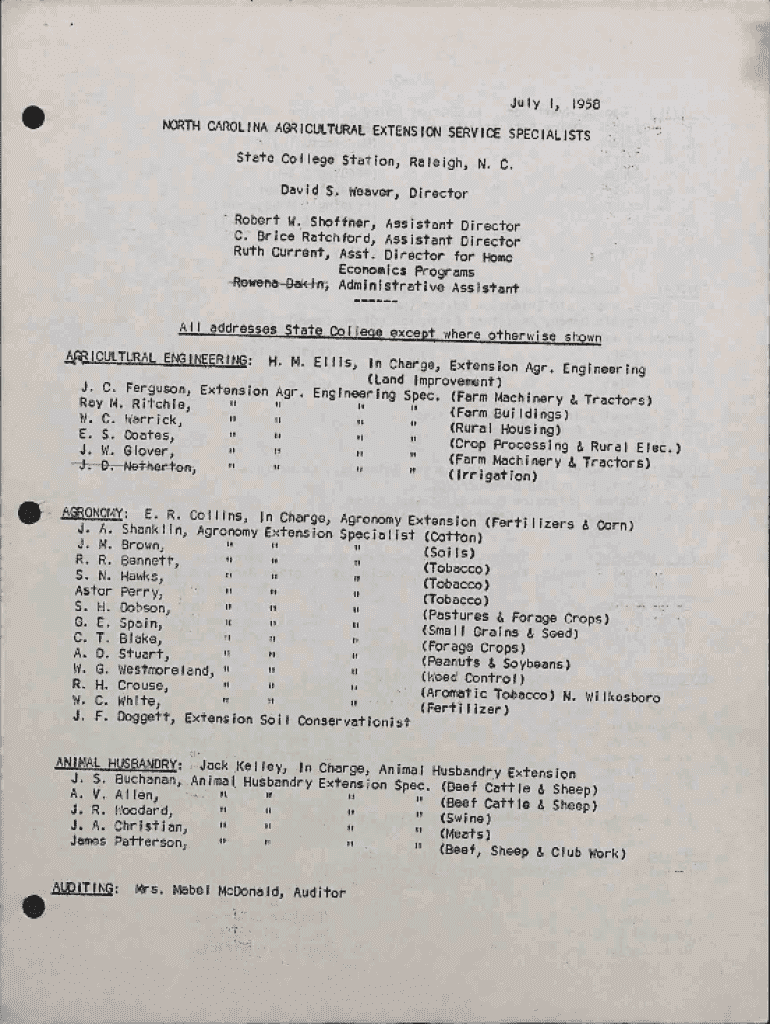 July 1, 1958
NORTH CAROLINA AGRICULTURAL EXTENSION SERVICE SPECIALISTS
State College Station, Raleigh, N. C.
David S. Weaver, Director
Robert W. Shoffner, Assistant Director
C. Brice Ratchford, Assistant Director
Ruth Current, Asst. Director for Home
Economics Programs
Rowena Dakin, Administrative Assistant
------
All addresses State College except where otherwise shown
AGRICULTURAL ENGINEERING: H. M. Ellis, In Charge, Extension Agr. Engineering
(Land Improvement)
J. C. Ferguson, Extension Agr. Engineering Spec. (Farm Machinery & Tractors)
Ray M. Ritchie, " " " " (Farm Buildings)
W. C. Warrick, " " " " (Rural Housing)
E. S. Coates, " " " " (Crop Processing & Rural Elec.)
J. W. Glover, " " " " (Farm Machinery & Tractors)
J. D. Netherton, " " " " (Irrigation)
AGRONOMY: E. R. Collins, In Charge, Agronomy Extension (Fertilizers & Corn)
J. A. Shanklin, Agronomy Extension Specialist (Cotton)
J. M. Brown, " " " (Soils)
R. R. Bennett, " " " (Tobacco)
S. N. Hawks, " " " (Tobacco)
Astor Perry, " " " (Tobacco)
S. H. Dobson, " " " (Pastures & Forage Crops)
G. E. Spain, " " " (Small Grains & Seed)
C. T. Blake, " " " (Forage Crops)
A. D. Stuart, " " " (Peanuts & Soybeans)
W. G. Westmoreland, " " " (Weed Control)
R. H. Crouse, " " " (Aromatic Tobacco) N. Wilkesboro
W. C. White, " " " (Fertilizer)
J. F. Doggett, Extension Soil Conservationist
ANIMAL HUSBANDRY: Jack Kelley, In Charge, Animal Husbandry Extension
J. S. Buchanan, Animal Husbandry Extension Spec. (Beef Cattle & Sheep)
A. V. Allen, " " " " (Beef Cattle & Sheep)
J. R. Woodard, " " " " (Swine)
J. A. Christian, " " " " (Meats)
James Patterson, " " " " (Beef, Sheep & Club Work)
AUDITING: Mrs. Mabel McDonald, Auditor